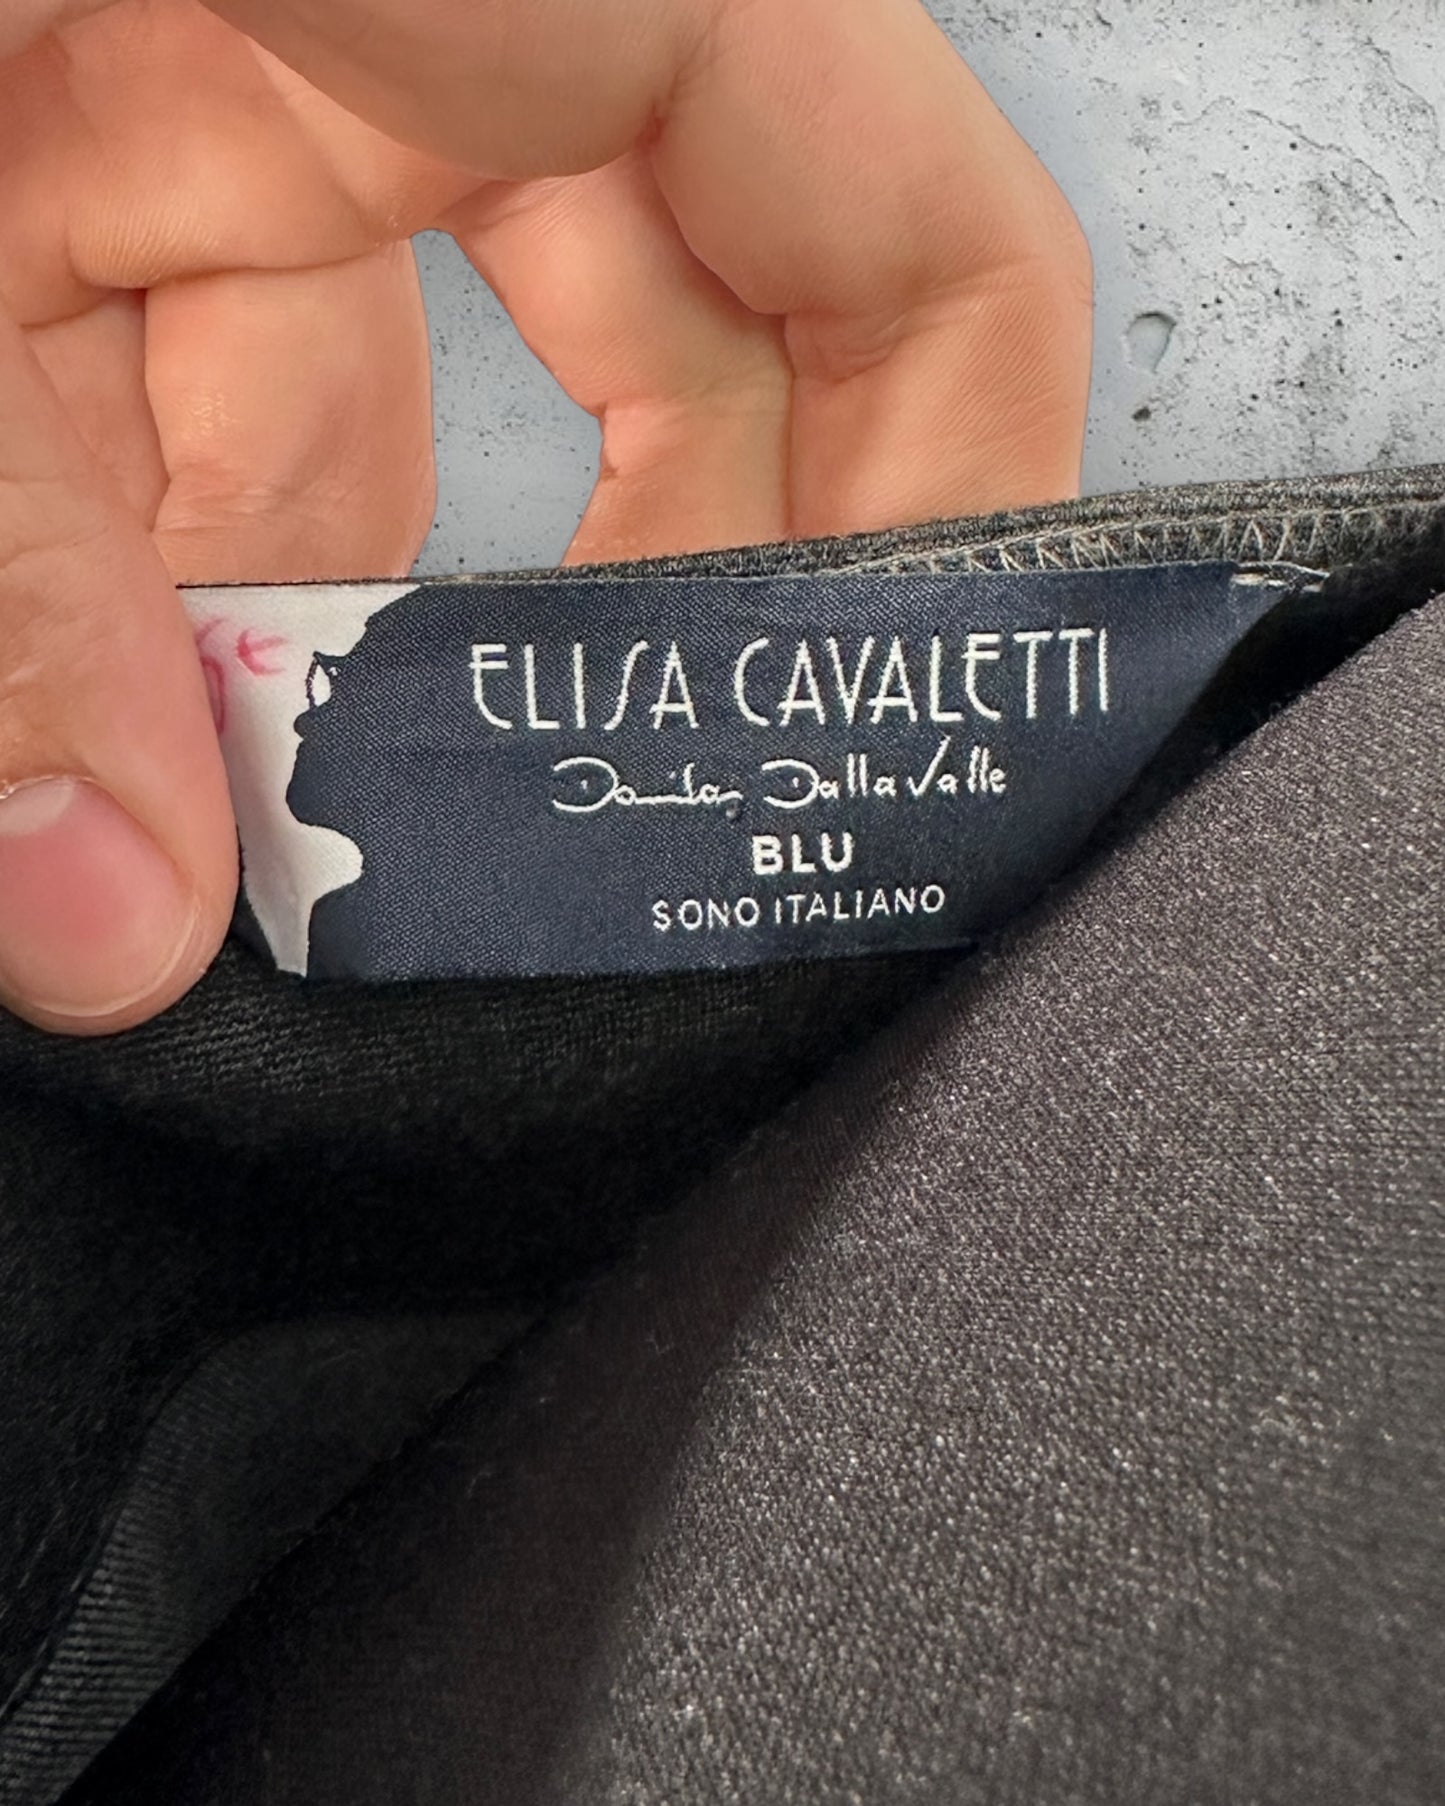 ELISA CAVALETTI
Daniela Dallavalle
BLU
SONO ITALIANO